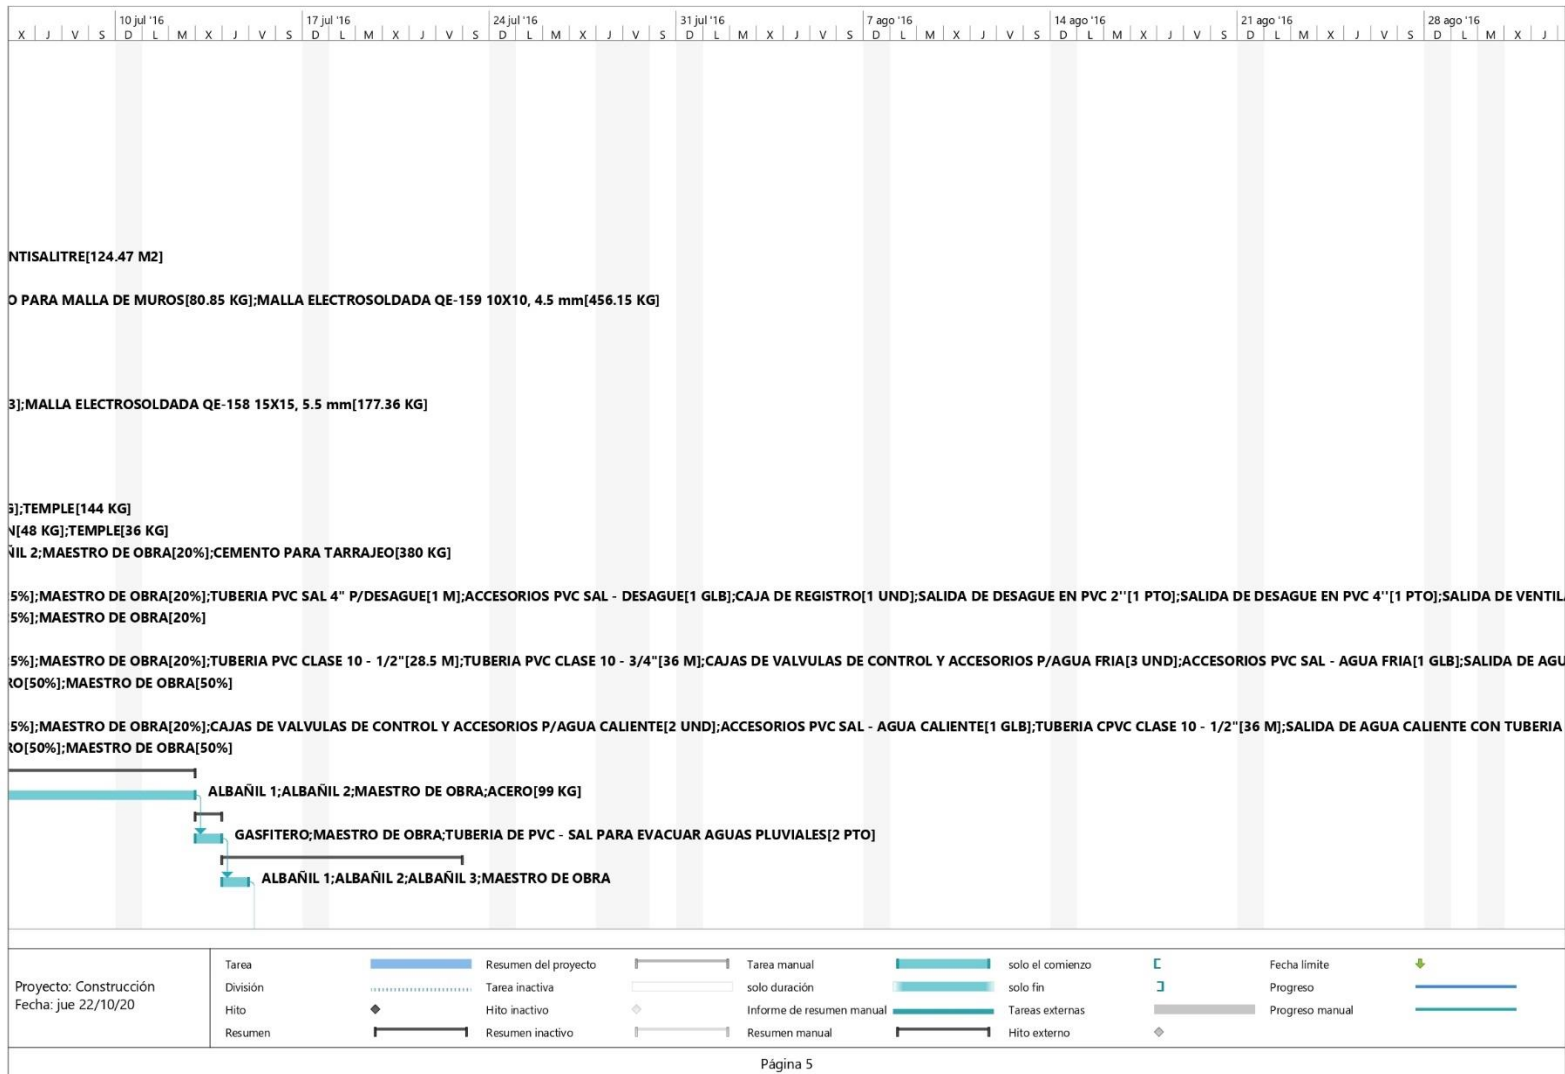 10 jul '16 17 jul '16 24 jul '16 31 jul '16 7 ago '16 14 ago '16 21 ago '16 28 ago '16
X J V S D L M X J V S D L M X J V S D L M X J V S D L M X J V S D L M X J V S D L M X J V S D L M X J V S D L M X J
NTISALITRE[124.47 M2]
O PARA MALLA DE MUROS[80.85 KG];MALLA ELECTROSOLDADA QE-159 10X10, 4.5 mm[456.15 KG]
3];MALLA ELECTROSOLDADA QE-158 15X15, 5.5 mm[177.36 KG]
G];TEMPLE[144 KG]
N[48 KG];TEMPLE[36 KG]
ÑIL 2;MAESTRO DE OBRA[20%];CEMENTO PARA TARRAJEO[380 KG]
5%];MAESTRO DE OBRA[20%];TUBERIA PVC SAL 4" P/DESAGUE[1 M];ACCESORIOS PVC SAL - DESAGUE[1 GLB];CAJA DE REGISTRO[1 UND];SALIDA DE DESAGUE EN PVC 2''[1 PTO];SALIDA DE DESAGUE EN PVC 4''[1 PTO];SALIDA DE VENTIL
5%];MAESTRO DE OBRA[20%]
5%];MAESTRO DE OBRA[20%];TUBERIA PVC CLASE 10 - 1/2"[28.5 M];TUBERIA PVC CLASE 10 - 3/4"[36 M];CAJAS DE VALVULAS DE CONTROL Y ACCESORIOS P/AGUA FRIA[3 UND];ACCESORIOS PVC SAL - AGUA FRIA[1 GLB];SALIDA DE AGU
RO[50%];MAESTRO DE OBRA[50%]
5%];MAESTRO DE OBRA[20%];CAJAS DE VALVULAS DE CONTROL Y ACCESORIOS P/AGUA CALIENTE[2 UND];ACCESORIOS PVC SAL - AGUA CALIENTE[1 GLB];TUBERIA CPVC CLASE 10 - 1/2"[36 M];SALIDA DE AGUA CALIENTE CON TUBERIA
RO[50%];MAESTRO DE OBRA[50%]
ALBAÑIL 1;ALBAÑIL 2;MAESTRO DE OBRA;ACERO[99 KG]
GASFITERO;MAESTRO DE OBRA;TUBERIA DE PVC - SAL PARA EVACUAR AGUAS PLUVIALES[2 PTO]
ALBAÑIL 1;ALBAÑIL 2;ALBAÑIL 3;MAESTRO DE OBRA
Proyecto: Construcción
Fecha: jue 22/10/20
Tarea Resumen del proyecto Tarea manual solo el comienzo Fecha límite
División Tarea inactiva solo duración solo fin Progreso
Hito Hito inactivo Informe de resumen manual Tareas externas Progreso manual
Resumen Resumen inactivo Resumen manual Hito externo
Página 5